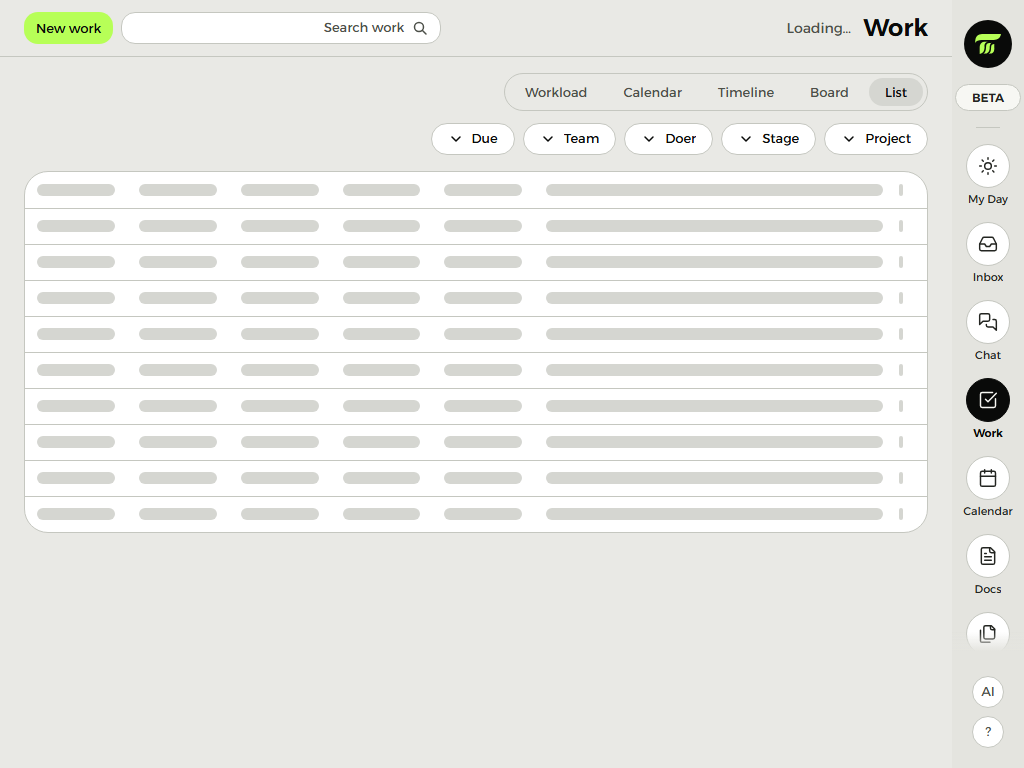 New work
Search work
Loading...
Work
Workload
Calendar
Timeline
Board
List
Due
Team
Doer
Stage
Project
BETA
My Day
Inbox
Chat
Work
Calendar
Docs
AI
?